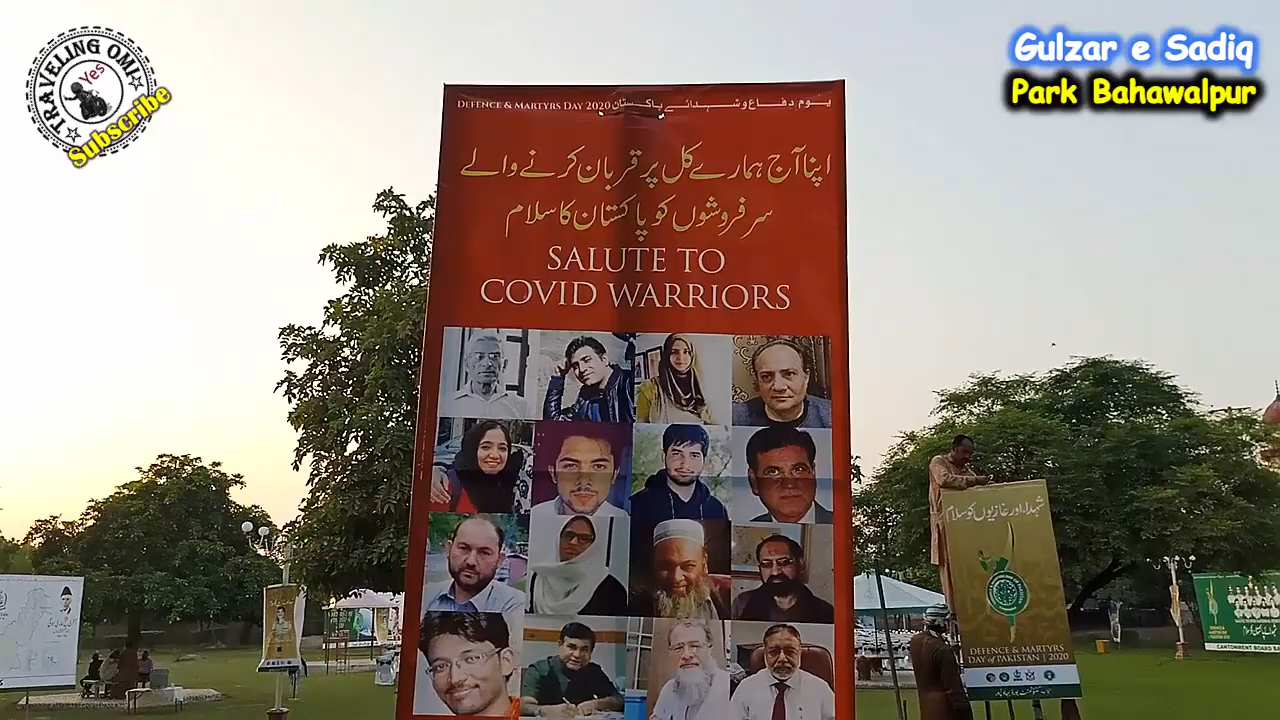 TRAVELING OMI
Yes
Subscribe
Gulzar e Sadiq
Park Bahawalpur
DEFENCE & MARTYRS DAY 2020 یوم دفاع و شہدائے پاکستان
اپنا آج ہمارے کل پر قربان کرنے والے
سرفروشوں کو پاکستان کا سلام
SALUTE TO
COVID WARRIORS
شہداء اور غازیوں کو سلام
DEFENCE & MARTYRS
DAY of PAKISTAN | 2020
CANTONMENT BOARD BA